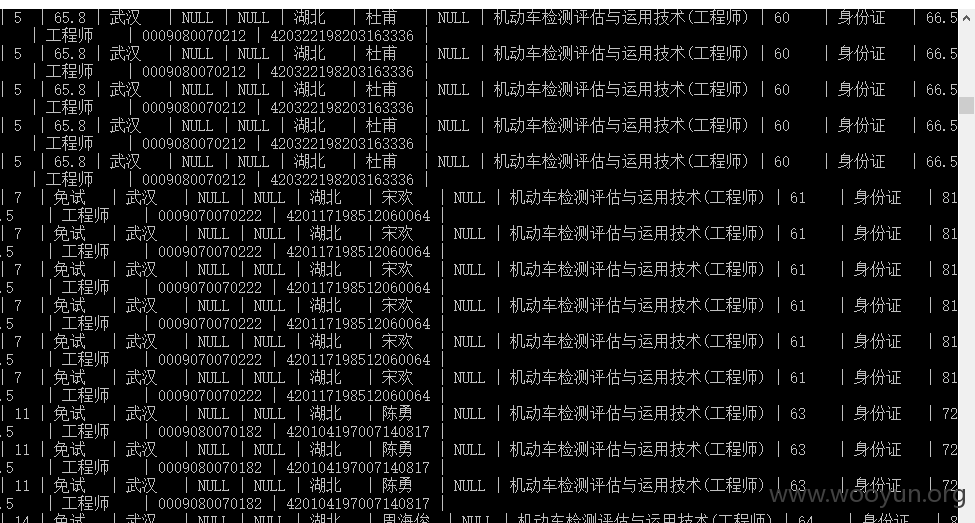 | 5 | 65.8 | 武汉 | NULL | NULL | 湖北 | 杜甫 | NULL | 机动车检测评估与运用技术(工程师) | 60 | 身份证 | 66.5
| 工程师 | 0009080070212 | 420322198203163336 |
| 5 | 65.8 | 武汉 | NULL | NULL | 湖北 | 杜甫 | NULL | 机动车检测评估与运用技术(工程师) | 60 | 身份证 | 66.5
| 工程师 | 0009080070212 | 420322198203163336 |
| 5 | 65.8 | 武汉 | NULL | NULL | 湖北 | 杜甫 | NULL | 机动车检测评估与运用技术(工程师) | 60 | 身份证 | 66.5
| 工程师 | 0009080070212 | 420322198203163336 |
| 5 | 65.8 | 武汉 | NULL | NULL | 湖北 | 杜甫 | NULL | 机动车检测评估与运用技术(工程师) | 60 | 身份证 | 66.5
| 工程师 | 0009080070212 | 420322198203163336 |
| 5 | 65.8 | 武汉 | NULL | NULL | 湖北 | 杜甫 | NULL | 机动车检测评估与运用技术(工程师) | 60 | 身份证 | 66.5
| 工程师 | 0009080070212 | 420322198203163336 |
| 7 | 免试 | 武汉 | NULL | NULL | 湖北 | 宋欢 | NULL | 机动车检测评估与运用技术(工程师) | 61 | 身份证 | 81
.5 | 工程师 | 0009070070222 | 420117198512060064 |
| 7 | 免试 | 武汉 | NULL | NULL | 湖北 | 宋欢 | NULL | 机动车检测评估与运用技术(工程师) | 61 | 身份证 | 81
.5 | 工程师 | 0009070070222 | 420117198512060064 |
| 7 | 免试 | 武汉 | NULL | NULL | 湖北 | 宋欢 | NULL | 机动车检测评估与运用技术(工程师) | 61 | 身份证 | 81
.5 | 工程师 | 0009070070222 | 420117198512060064 |
| 7 | 免试 | 武汉 | NULL | NULL | 湖北 | 宋欢 | NULL | 机动车检测评估与运用技术(工程师) | 61 | 身份证 | 81
.5 | 工程师 | 0009070070222 | 420117198512060064 |
| 7 | 免试 | 武汉 | NULL | NULL | 湖北 | 宋欢 | NULL | 机动车检测评估与运用技术(工程师) | 61 | 身份证 | 81
.5 | 工程师 | 0009070070222 | 420117198512060064 |
| 7 | 免试 | 武汉 | NULL | NULL | 湖北 | 宋欢 | NULL | 机动车检测评估与运用技术(工程师) | 61 | 身份证 | 81
.5 | 工程师 | 0009070070222 | 420117198512060064 |
| 11 | 免试 | 武汉 | NULL | NULL | 湖北 | 陈勇 | NULL | 机动车检测评估与运用技术(工程师) | 63 | 身份证 | 72
.5 | 工程师 | 0009080070182 | 420104197007140817 |
| 11 | 免试 | 武汉 | NULL | NULL | 湖北 | 陈勇 | NULL | 机动车检测评估与运用技术(工程师) | 63 | 身份证 | 72
.5 | 工程师 | 0009080070182 | 420104197007140817 |
| 11 | 免试 | 武汉 | NULL | NULL | 湖北 | 陈勇 | NULL | 机动车检测评估与运用技术(工程师) | 63 | 身份证 | 72
.5 | 工程师 | 0009080070182 | 420104197007140817 |
www.wooyun.org
| 14 | 免试 | 武汉 | NULL | NULL | 湖北 | NULL | 机动车检测评估与运用技术(工程师) | 64 | 身份证 |